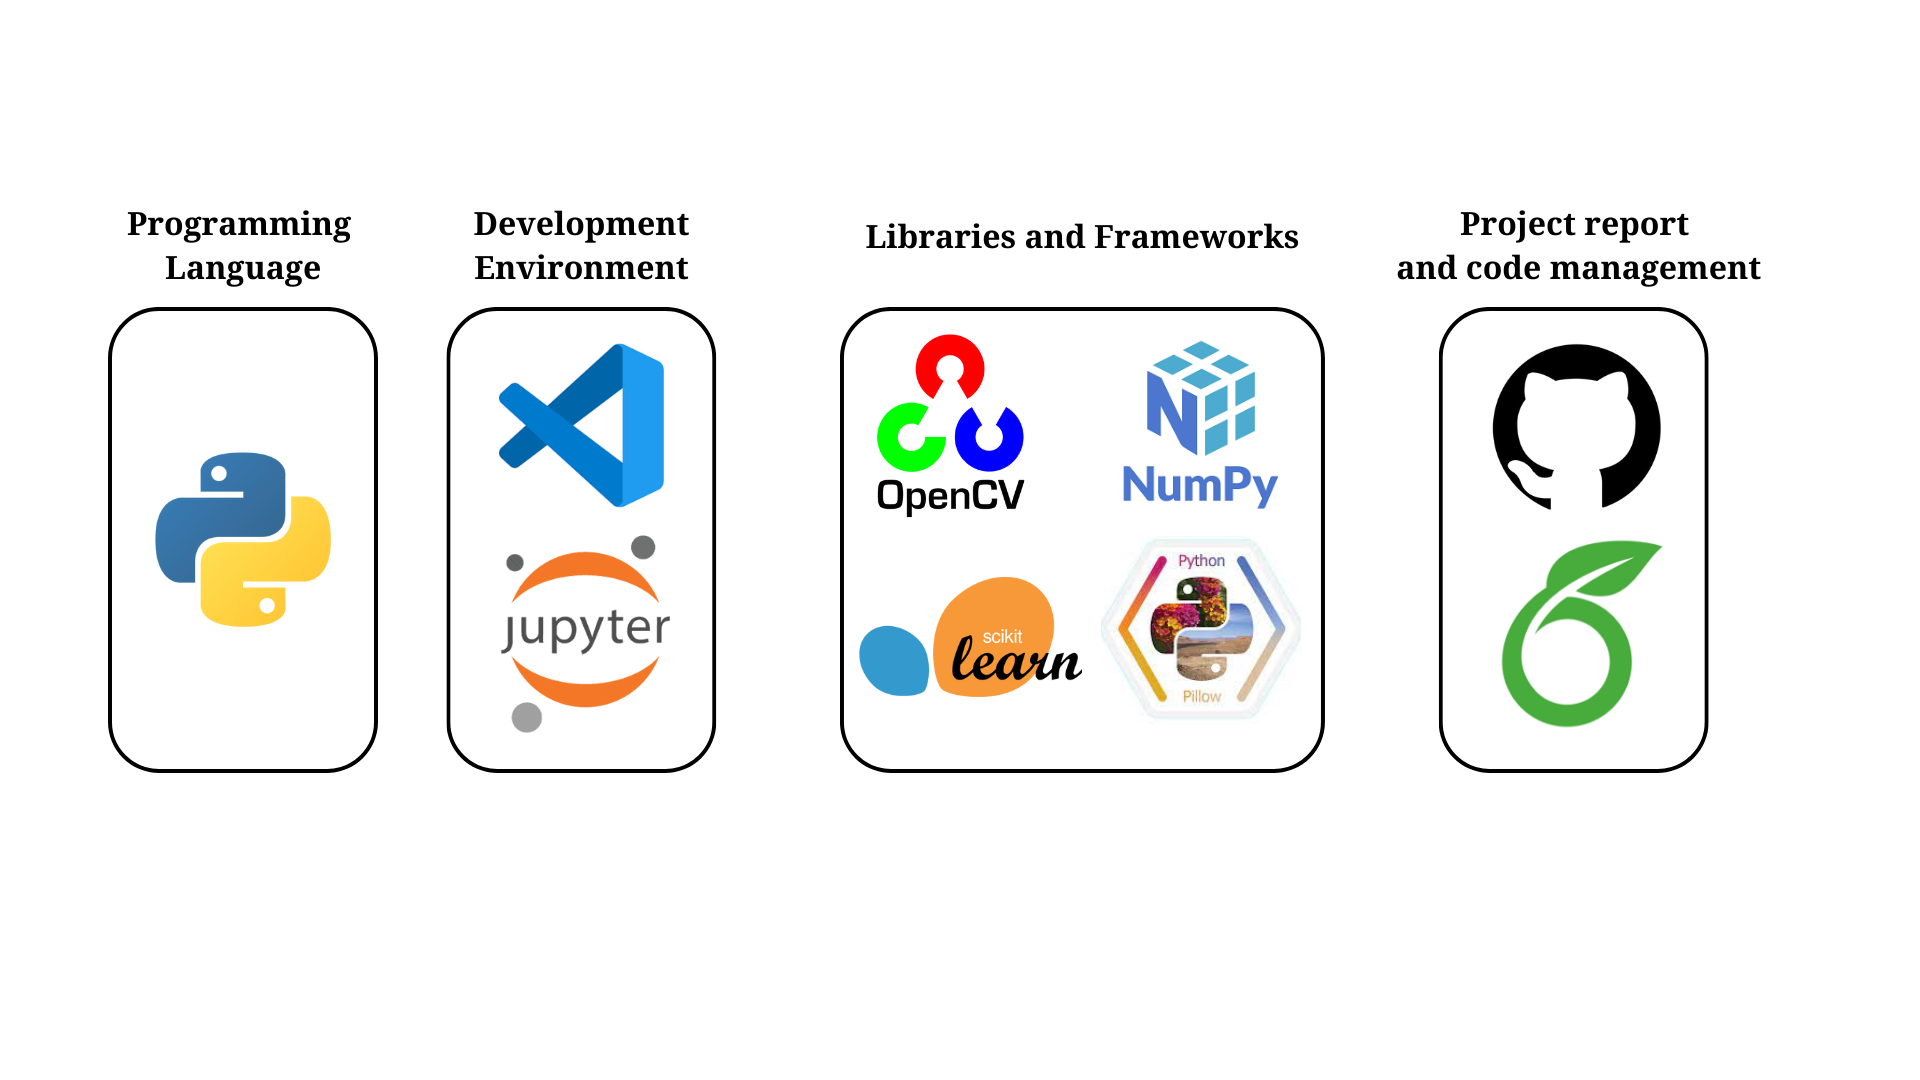 Programming
Language
Development
Environment
Libraries and Frameworks
Project report
and code management
jupyter
OpenCV
NumPy
scikit
learn
Python
Pillow